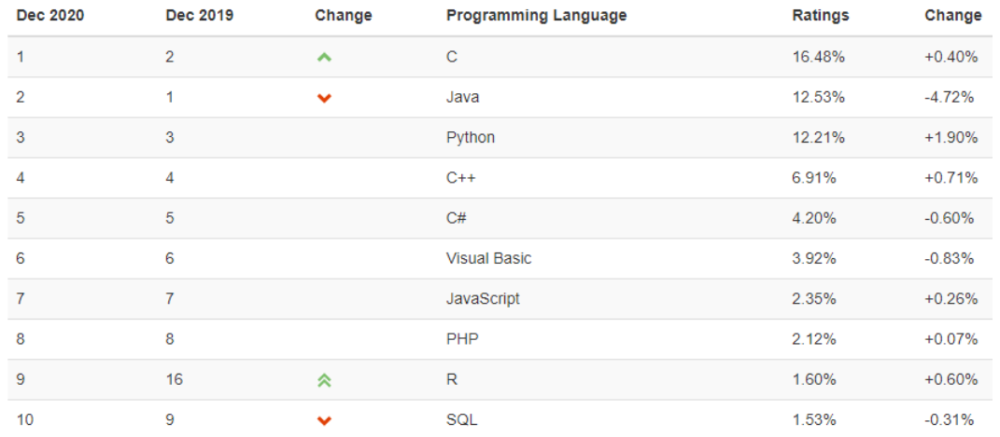 Dec 2020 Dec 2019 Change Programming Language Ratings Change
1 2 C 16.48% +0.40%
2 1 Java 12.53% -4.72%
3 3 Python 12.21% +1.90%
4 4 C++ 6.91% +0.71%
5 5 C# 4.20% -0.60%
6 6 Visual Basic 3.92% -0.83%
7 7 JavaScript 2.35% +0.26%
8 8 PHP 2.12% +0.07%
9 16 R 1.60% +0.60%
10 9 SQL 1.53% -0.31%